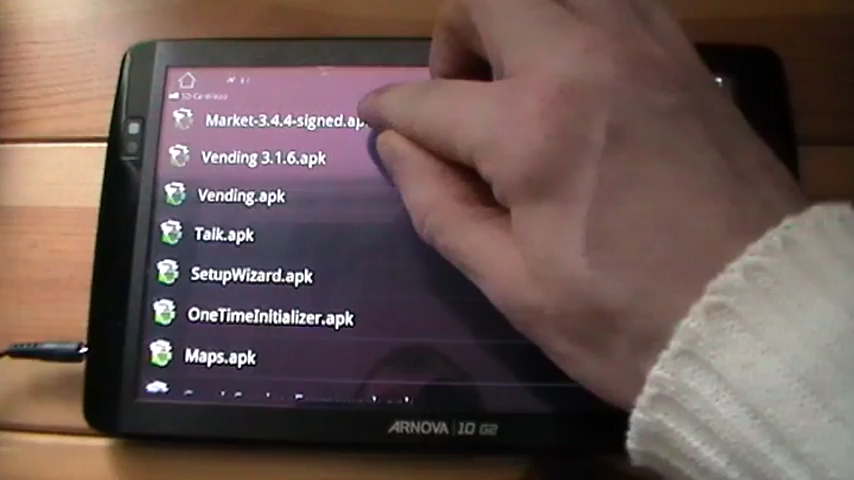 Market-3.4.4-signed.ap
Vending 3.1.6.apk
Vending.apk
Talk.apk
SetupWizard.apk
OneTimeInitializer.apk
Maps.apk
ARNOVA 10 G2